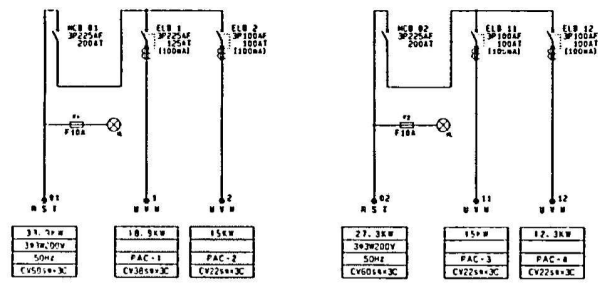 MCB 01
3P225AF
200AT
ELB 1
3P225AF
125AT
(100mA)
ELB 2
3P100AF
100AT
(100mA)
F10A
01
1
2
R S T
18.9KW
15KW
3Φ3W200V
50Hz
PAC-1
PAC-2
CV38sq×3C
CV22sq×3C
MCB 02
3P225AF
200AT
ELB 11
3P100AF
100AT
(100mA)
ELB 12
3P100AF
100AT
(100mA)
F10A
02
11
12
R S T
27.3KW
15KW
12.3KW
3Φ3W200V
50Hz
PAC-3
PAC-4
CV60sq×3C
CV22sq×3C
CV22sq×3C